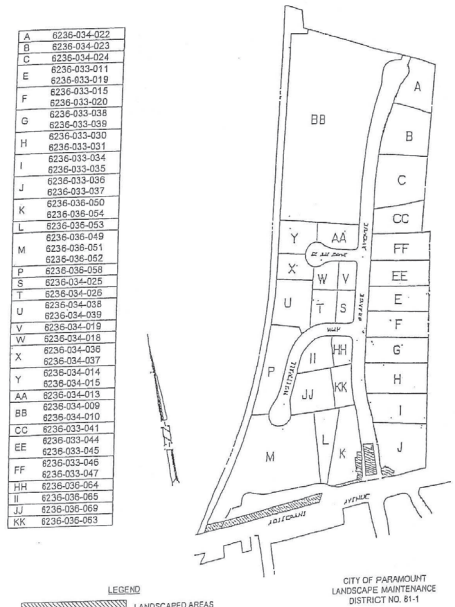 A 6236-034-022
B 6236-034-023
C 6236-034-024
E 6236-033-011
6236-033-019
F 6236-033-015
6236-033-020
G 6236-033-038
6236-033-039
H 6236-033-030
6236-033-031
I 6236-033-034
6236-033-035
J 6236-033-036
6236-033-037
K 6236-036-050
6236-036-054
L 6236-036-053
M 6236-036-049
6236-036-051
6236-036-052
P 6236-036-058
S 6236-034-025
T 6236-034-026
U 6236-034-038
6236-034-039
V 6236-034-019
W 6236-034-018
X 6236-034-036
6236-034-037
Y 6236-034-014
6236-034-015
AA 6236-034-013
BB 6236-034-009
6236-034-010
CC 6236-033-041
EE 6236-033-044
6236-033-045
FF 6236-033-046
6236-033-047
HH 6236-036-064
II 6236-036-065
JJ 6236-036-069
KK 6236-036-063
A
BB
B
C
CC
Y AA
FF
X
W V
EE
U
T S
E
F
WAY
G
P II HH
H
JJ KK
I
M L K J
ROSECRANS AVENUE
AVENUE
LEGEND
LANDSCAPED AREAS
CITY OF PARAMOUNT
LANDSCAPE MAINTENANCE
DISTRICT NO. 81-1